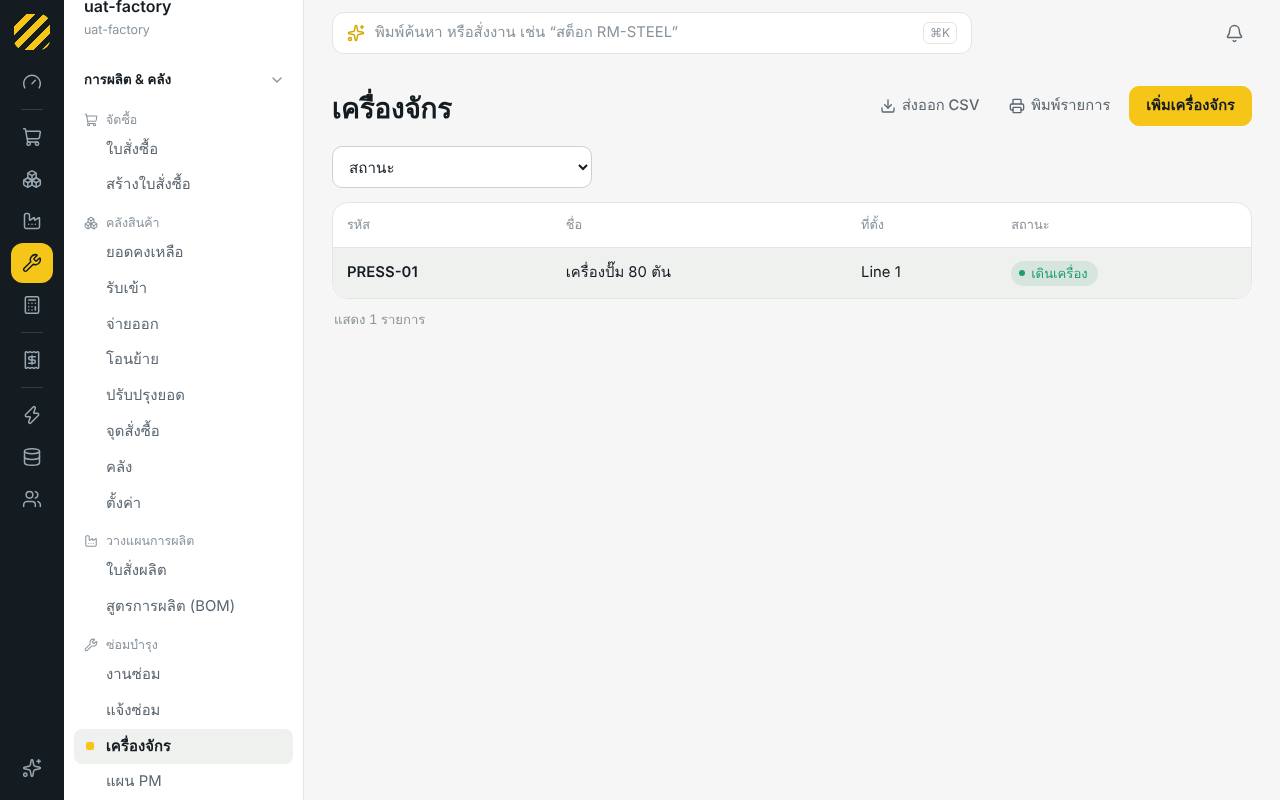 uat-factory
uat-factory
การผลิต & คลัง
จัดซื้อ
ใบสั่งซื้อ
สร้างใบสั่งซื้อ
คลังสินค้า
ยอดคงเหลือ
รับเข้า
จ่ายออก
โอนย้าย
ปรับปรุงยอด
จุดสั่งซื้อ
คลัง
ตั้งค่า
วางแผนการผลิต
ใบสั่งผลิต
สูตรการผลิต (BOM)
ซ่อมบำรุง
งานซ่อม
แจ้งซ่อม
เครื่องจักร
แผน PM
พิมพ์ค้นหา หรือสั่งงาน เช่น “สต็อก RM-STEEL” ⌘K
เครื่องจักร
ส่งออก CSV พิมพ์รายการ เพิ่มเครื่องจักร
สถานะ
รหัส ชื่อ ที่ตั้ง สถานะ
PRESS-01 เครื่องปั๊ม 80 ตัน Line 1 เดินเครื่อง
แสดง 1 รายการ